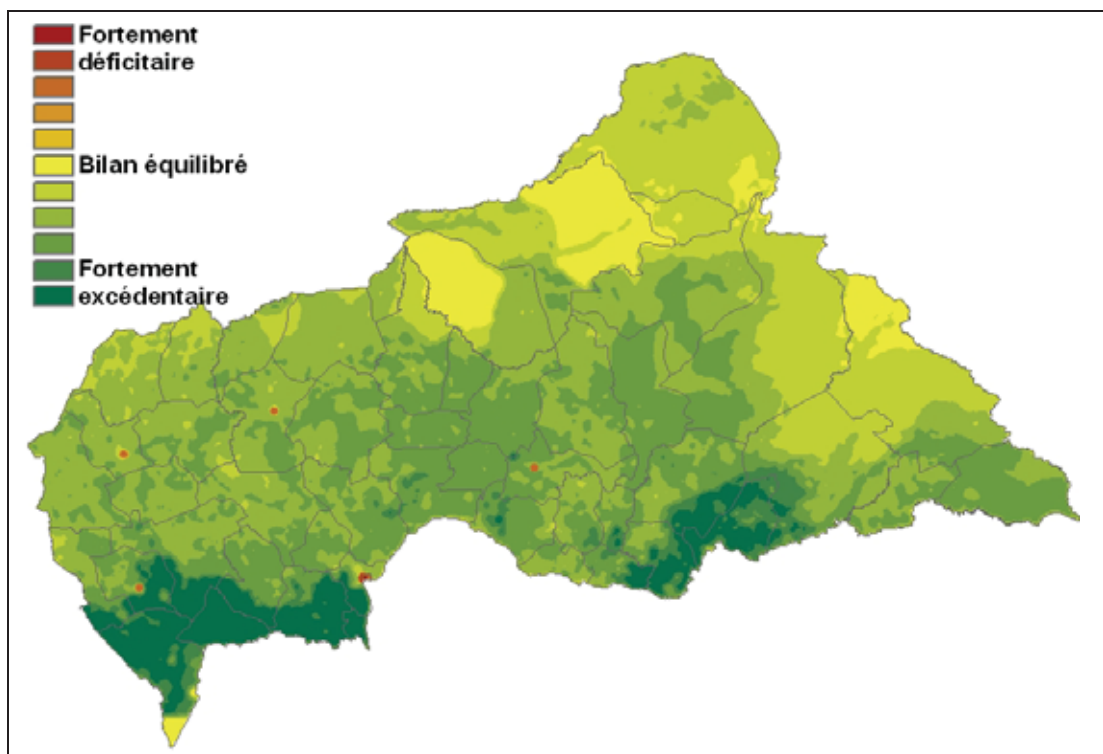 Fortement
déficitaire
Bilan équilibré
Fortement
excédentaire